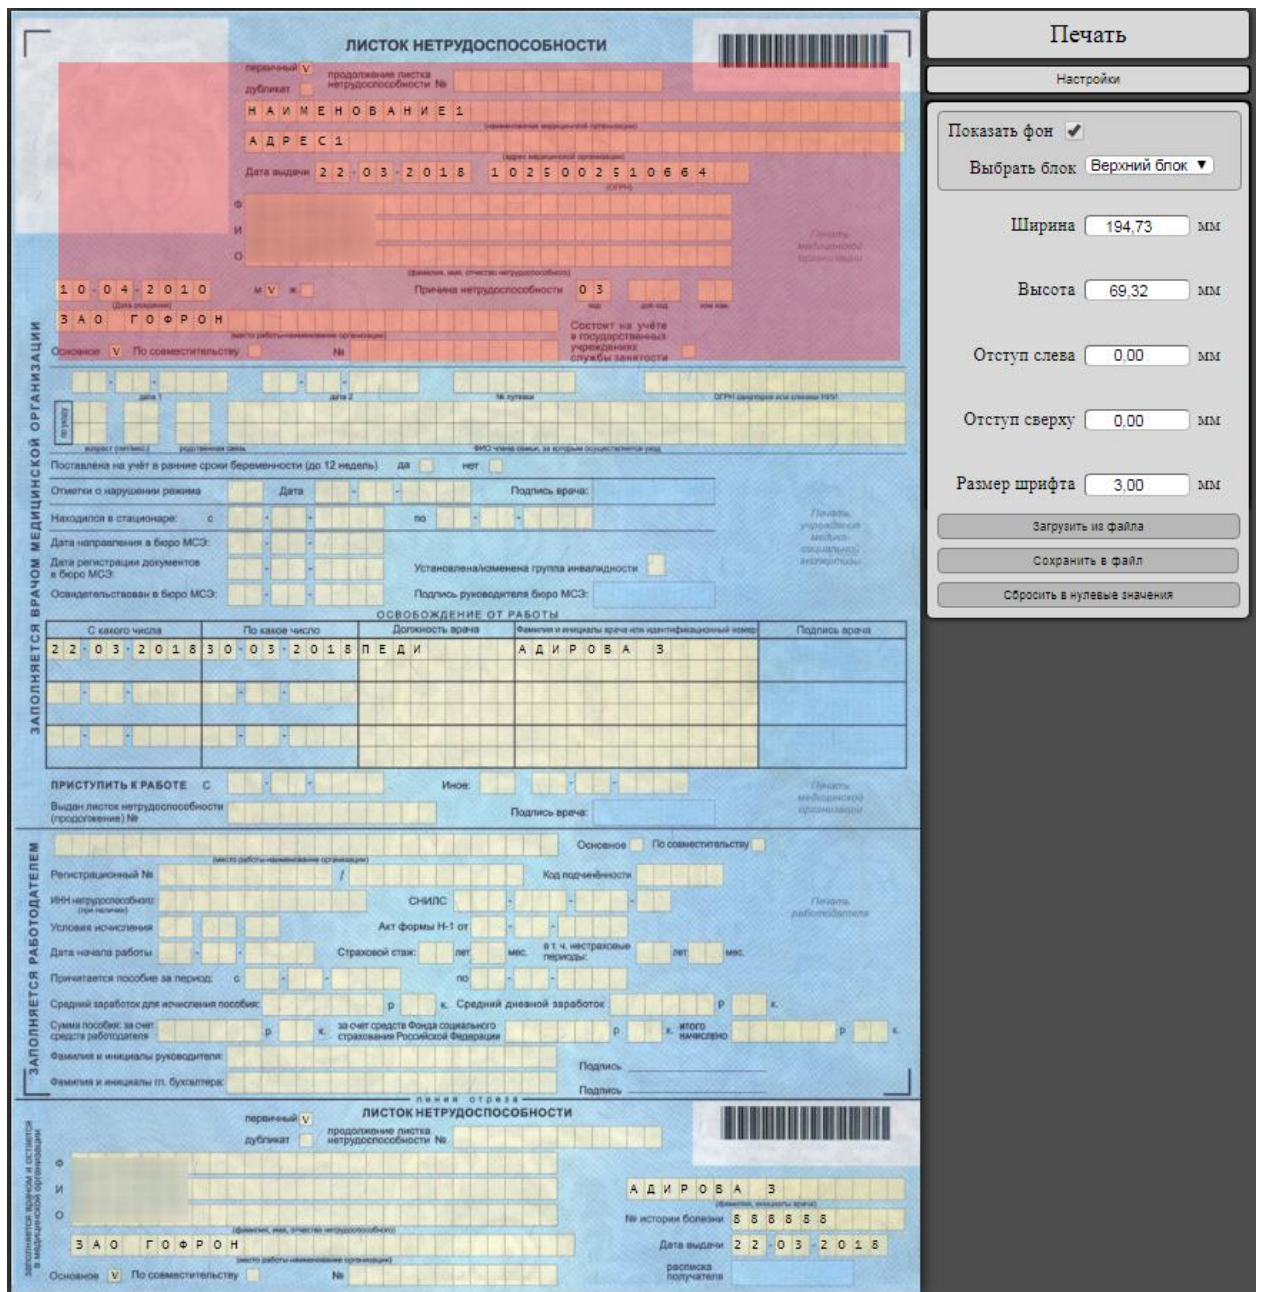 ЛИСТОК НЕТРУДОСПОСОБНОСТИ
первичный V продолжение листка
дубликат нетрудоспособности №
НАИМЕНОВАНИЕ1
(наименование медицинской организации)
АДРЕС1
(адрес медицинской организации)
Дата выдачи 22-03-2018 1025002510664
(ОГРН)
Ф
И
О
Печать
медицинской
организации
(фамилия, имя, отчество нетрудоспособного)
10-04-2010 м V ж Причина нетрудоспособности 03
(Дата рождения) код доп код изм код
ЗАО ГОФРОН
(место работы-наименование организации)
Состоит на учёте
в государственных
учреждениях
службы занятости
Основное V По совместительству №
дата 1 дата 2 № путевки ОГРН санатория или клиники НИИ
по уходу
возраст (лет/мес.) родственная связь ФИО члена семьи, за которым осуществляется уход
Поставлена на учёт в ранние сроки беременности (до 12 недель) да нет
Отметки о нарушении режима Дата Подпись врача:
Находился в стационаре: с по
Печать
учреждения
медико-
социальной
экспертизы
Дата направления в бюро МСЭ:
Дата регистрации документов
в бюро МСЭ: Установлена/изменена группа инвалидности
Освидетельствован в бюро МСЭ: Подпись руководителя бюро МСЭ:
ОСВОБОЖДЕНИЕ ОТ РАБОТЫ
С какого числа По какое число Должность врача Фамилия и инициалы врача или идентификационный номер Подпись врача
22-03-2018 30-03-2018 ПЕДИ АДИРОВА З
ПРИСТУПИТЬ К РАБОТЕ С Иное:
Выдан листок нетрудоспособности
(продолжение) № Подпись врача:
Печать
медицинской
организации
ЗАПОЛНЯЕТСЯ ВРАЧОМ МЕДИЦИНСКОЙ ОРГАНИЗАЦИИ
Основное По совместительству
(место работы-наименование организации)
Регистрационный № / Код подчинённости
ИНН нетрудоспособного: СНИЛС
(при наличии)
Печать
работодателя
Условия исчисления Акт формы Н-1 от
Дата начала работы Страховой стаж: лет мес. в т. ч. нестраховые
периоды: лет мес.
Причитается пособие за период: с по
Средний заработок для исчисления пособия: р к. Средний дневной заработок р к.
Сумма пособия: за счет
средств работодателя р к. за счет средств Фонда социального
страхования Российской Федерации р к. ИТОГО
НАЧИСЛЕНО р к.
Фамилия и инициалы руководителя: Подпись
Фамилия и инициалы гл. бухгалтера: Подпись
ЗАПОЛНЯЕТСЯ РАБОТОДАТЕЛЕМ
линия отреза
ЛИСТОК НЕТРУДОСПОСОБНОСТИ
первичный V продолжение листка
дубликат нетрудоспособности №
Ф
И АДИРОВА З
(фамилия, инициалы врача)
О № истории болезни 888888
(фамилия, имя, отчество нетрудоспособного)
ЗАО ГОФРОН Дата выдачи 22-03-2018
(место работы-наименование организации)
Основное V По совместительству № расписка
получателя
заполняется врачом и остается
в медицинской организации
Печать
Настройки
Показать фон ✔
Выбрать блок Верхний блок ▼
Ширина 194,73 мм
Высота 69,32 мм
Отступ слева 0,00 мм
Отступ сверху 0,00 мм
Размер шрифта 3,00 мм
Загрузить из файла
Сохранить в файл
Сбросить в нулевые значения